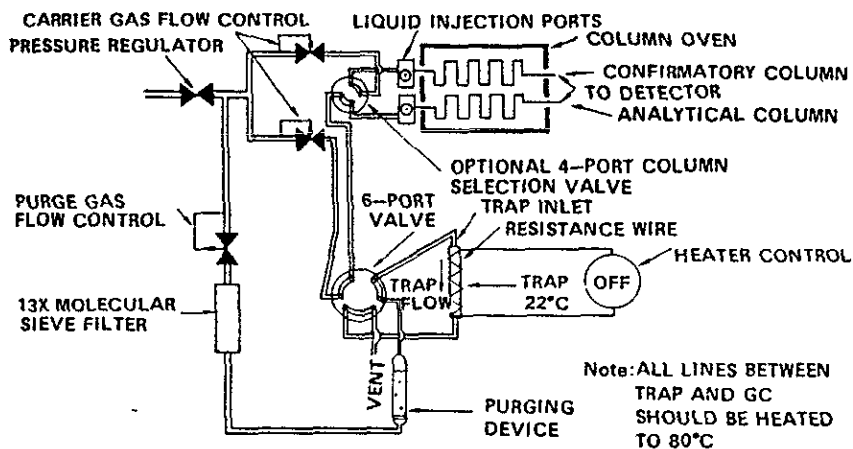 CARRIER GAS FLOW CONTROL
PRESSURE REGULATOR
LIQUID INJECTION PORTS
COLUMN OVEN
CONFIRMATORY COLUMN
TO DETECTOR
ANALYTICAL COLUMN
OPTIONAL 4-PORT COLUMN
SELECTION VALVE
PURGE GAS
FLOW CONTROL
6-PORT
VALVE
TRAP INLET
RESISTANCE WIRE
HEATER CONTROL
TRAP
FLOW
TRAP
22°C
OFF
13X MOLECULAR
SIEVE FILTER
VENT
PURGING
DEVICE
Note: ALL LINES BETWEEN
TRAP AND GC
SHOULD BE HEATED
TO 80°C